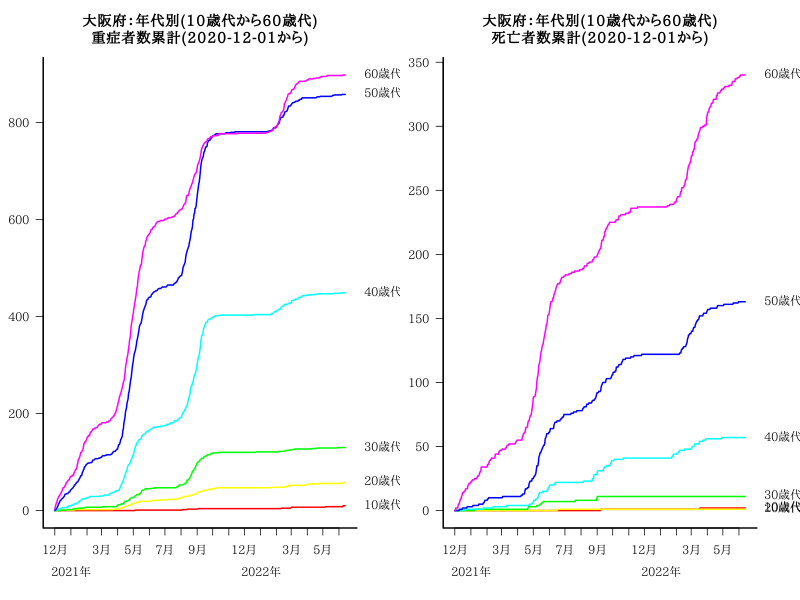 大阪府：年代別(10歳代から60歳代)
重症者数累計(2020-12-01から)
800
600
400
200
0
60歳代
50歳代
40歳代
30歳代
20歳代
10歳代
12月 3月 5月 7月 9月 12月 3月 5月
2021年 2022年
大阪府：年代別(10歳代から60歳代)
死亡者数累計(2020-12-01から)
350
300
250
200
150
100
50
0
60歳代
50歳代
40歳代
30歳代
12月 3月 5月 7月 9月 12月 3月 5月
2021年 2022年